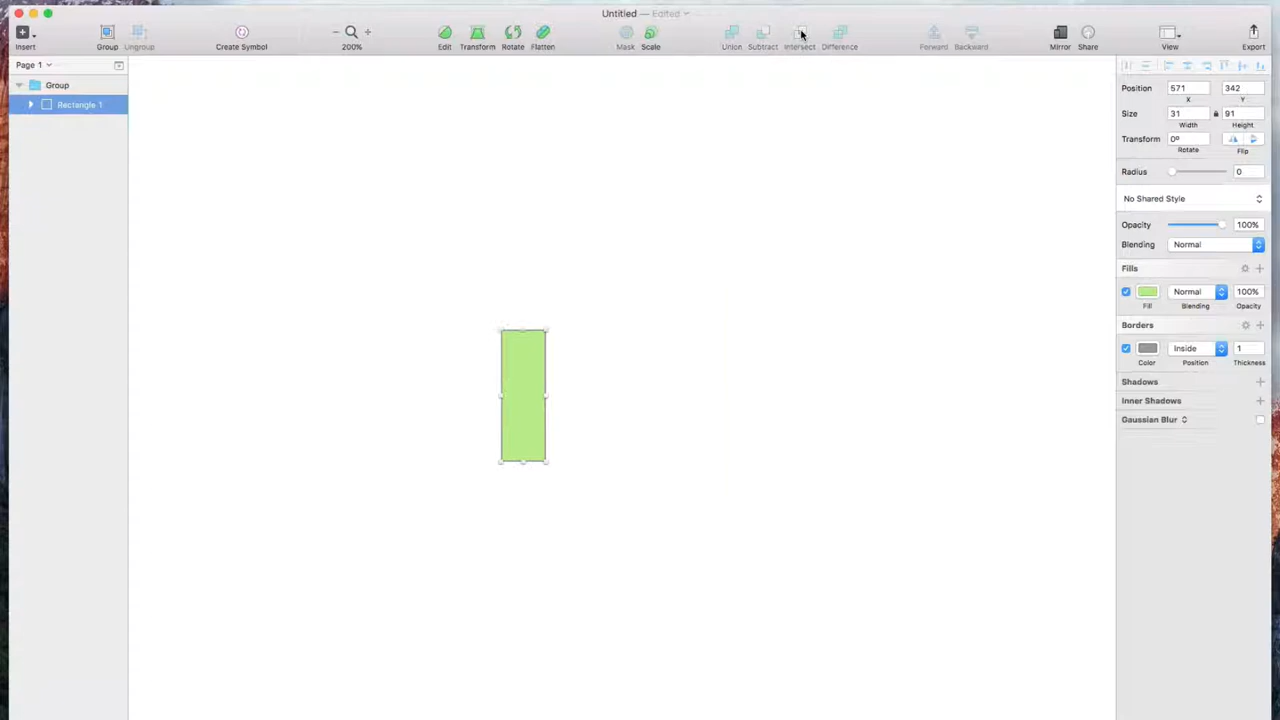 Untitled — Edited
Insert
Group
Ungroup
Create Symbol
200%
Edit
Transform
Rotate
Flatten
Mask
Scale
Union
Subtract
Intersect
Difference
Forward
Backward
Mirror
Share
View
Export
Page 1
Group
Rectangle 1
Position 571 342
X Y
Size 31 91
Width Height
Transform 0º
Rotate Flip
Radius 0
No Shared Style
Opacity 100%
Blending Normal
Fills
Normal 100%
Fill Blending Opacity
Borders
Inside 1
Color Position Thickness
Shadows
Inner Shadows
Gaussian Blur